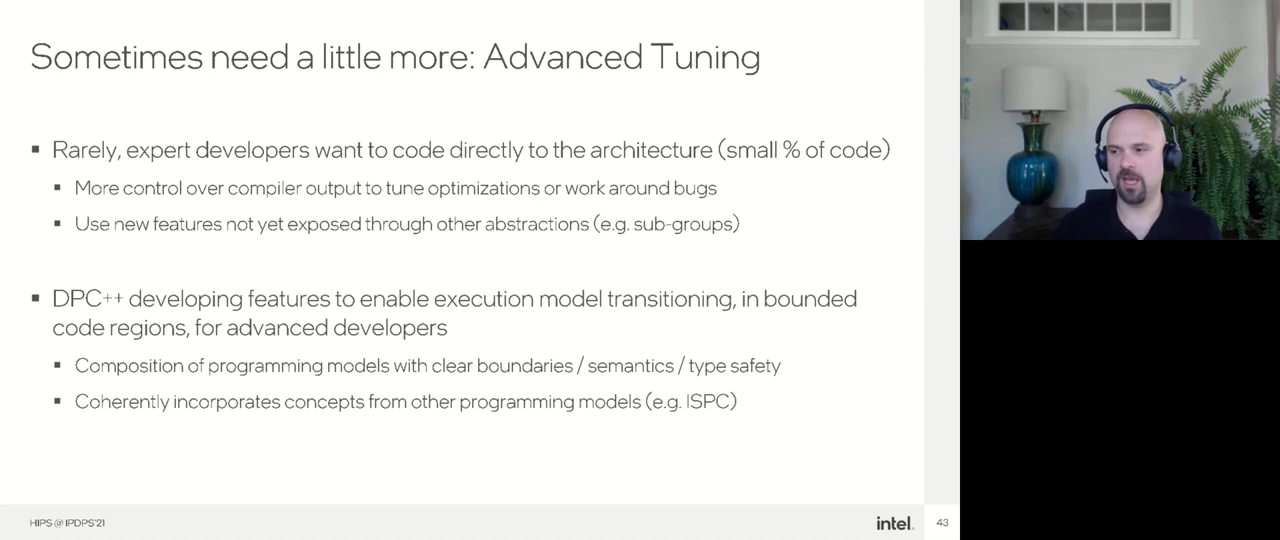 Sometimes need a little more: Advanced Tuning
▪ Rarely, expert developers want to code directly to the architecture (small % of code)
▪ More control over compiler output to tune optimizations or work around bugs
▪ Use new features not yet exposed through other abstractions (e.g. sub-groups)
▪ DPC++ developing features to enable execution model transitioning, in bounded
code regions, for advanced developers
▪ Composition of programming models with clear boundaries / semantics / type safety
▪ Coherently incorporates concepts from other programming models (e.g. ISPC)
HIPS @ IPDPS'21
intel.
43